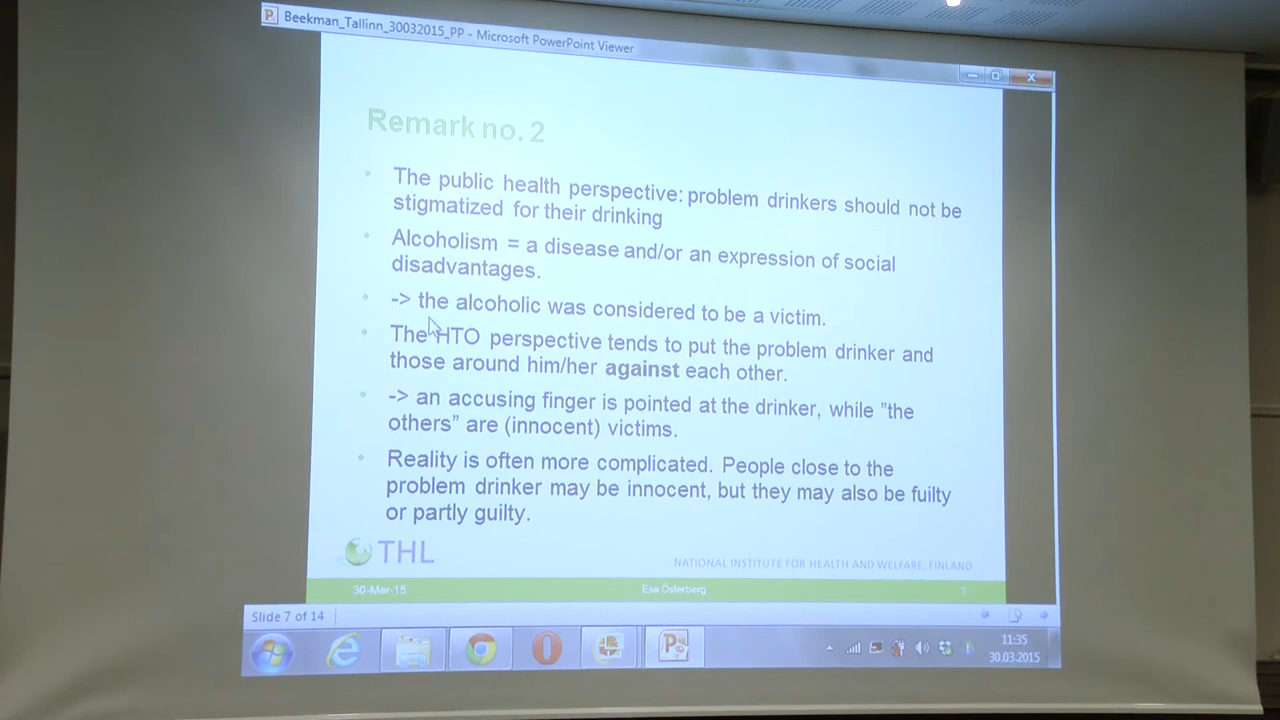 Beekman_Tallinn_30032015_PP - Microsoft PowerPoint Viewer
Remark no. 2
• The public health perspective: problem drinkers should not be
stigmatized for their drinking
• Alcoholism = a disease and/or an expression of social
disadvantages.
• -> the alcoholic was considered to be a victim.
• The HTO perspective tends to put the problem drinker and
those around him/her against each other.
• -> an accusing finger is pointed at the drinker, while ”the
others” are (innocent) victims.
• Reality is often more complicated. People close to the
problem drinker may be innocent, but they may also be fuilty
or partly guilty.
THL
NATIONAL INSTITUTE FOR HEALTH AND WELFARE, FINLAND
30-Mar-15 Esa Österberg 7
Slide 7 of 14
11:35
30.03.2015